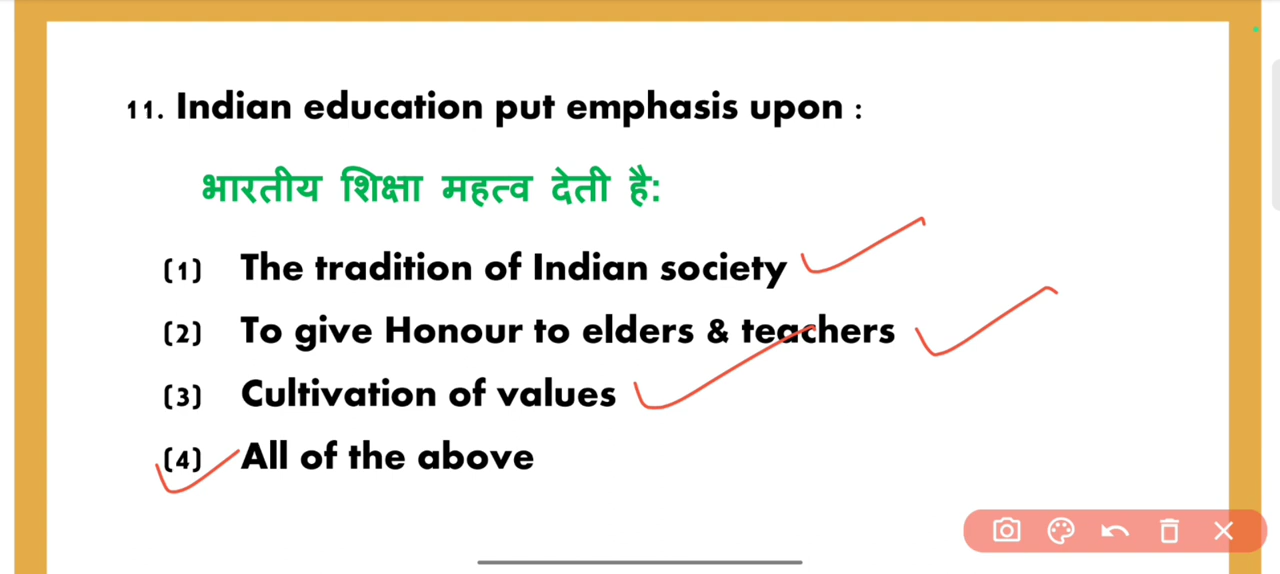 11. Indian education put emphasis upon :
भारतीय शिक्षा महत्व देती है:
(1) The tradition of Indian society
(2) To give Honour to elders & teachers
(3) Cultivation of values
(4) All of the above